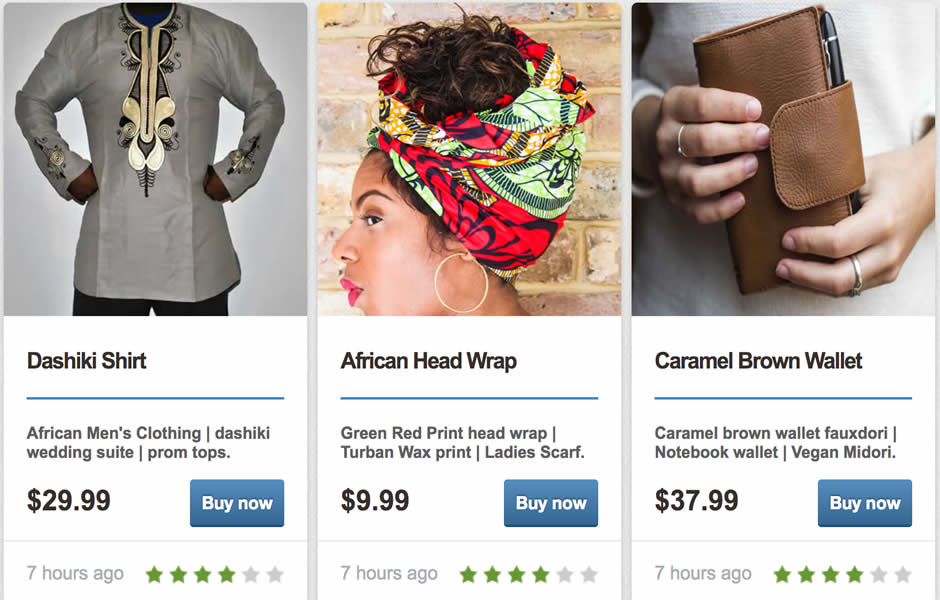 Dashiki Shirt
African Men's Clothing | dashiki
wedding suite | prom tops.
$29.99
Buy now
7 hours ago
African Head Wrap
Green Red Print head wrap |
Turban Wax print | Ladies Scarf.
$9.99
Buy now
7 hours ago
Caramel Brown Wallet
Caramel brown wallet fauxdori |
Notebook wallet | Vegan Midori.
$37.99
Buy now
7 hours ago